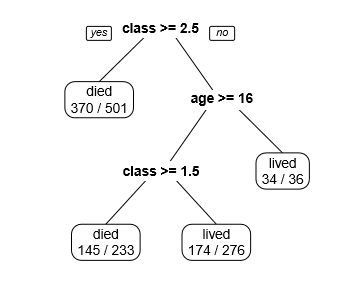 yes class >= 2.5 no
died
370 / 501
age >= 16
class >= 1.5
lived
34 / 36
died
145 / 233
lived
174 / 276